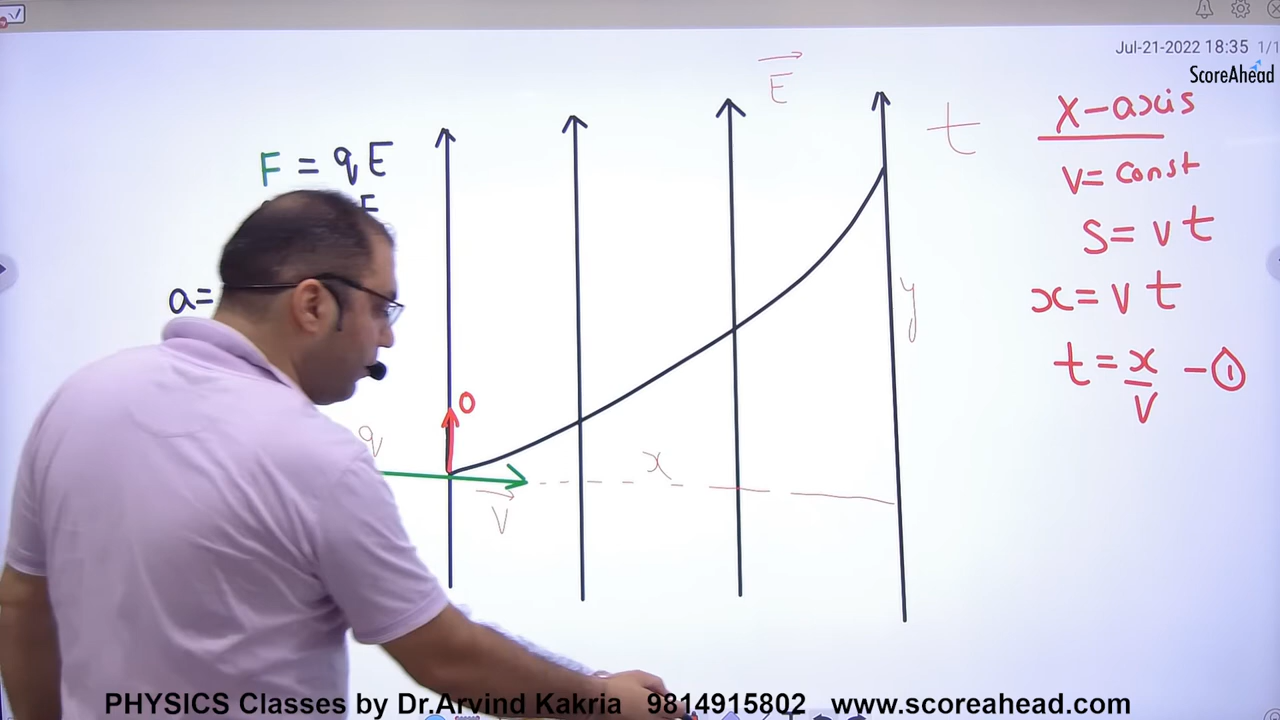 Jul-21-2022 18:35 1/1
ScoreAhead
E
t
X-axis
F = qE
V = const
S = vt
a=
x = vt
y
t = x/v - ①
0
q
x
V
PHYSICS Classes by Dr.Arvind Kakria 9814915802 www.scoreahead.com